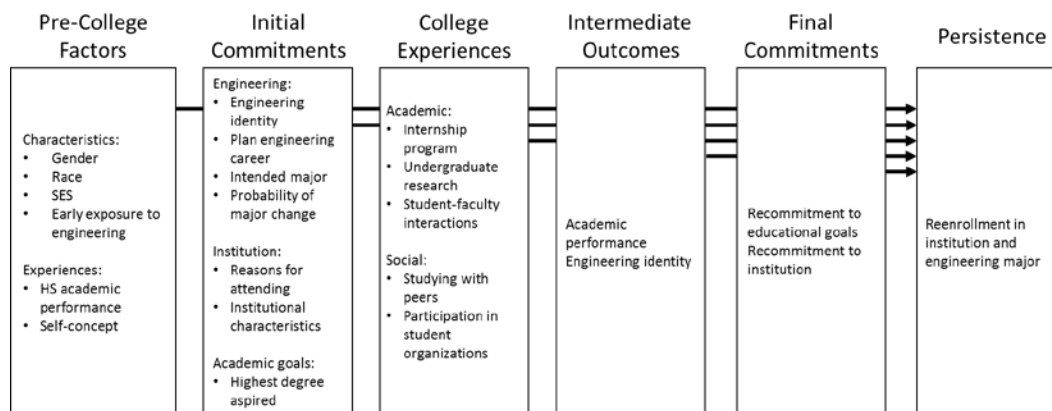 Pre-College
Factors
Initial
Commitments
College
Experiences
Intermediate
Outcomes
Final
Commitments
Persistence
Characteristics:
• Gender
• Race
• SES
• Early exposure to
engineering
Experiences:
• HS academic
performance
• Self-concept
Engineering:
• Engineering
identity
• Plan engineering
career
• Intended major
• Probability of
major change
Institution:
• Reasons for
attending
• Institutional
characteristics
Academic goals:
• Highest degree
aspired
Academic:
• Internship
program
• Undergraduate
research
• Student-faculty
interactions
Social:
• Studying with
peers
• Participation in
student
organizations
Academic
performance
Engineering identity
Recommitment to
educational goals
Recommitment to
institution
Reenrollment in
institution and
engineering major